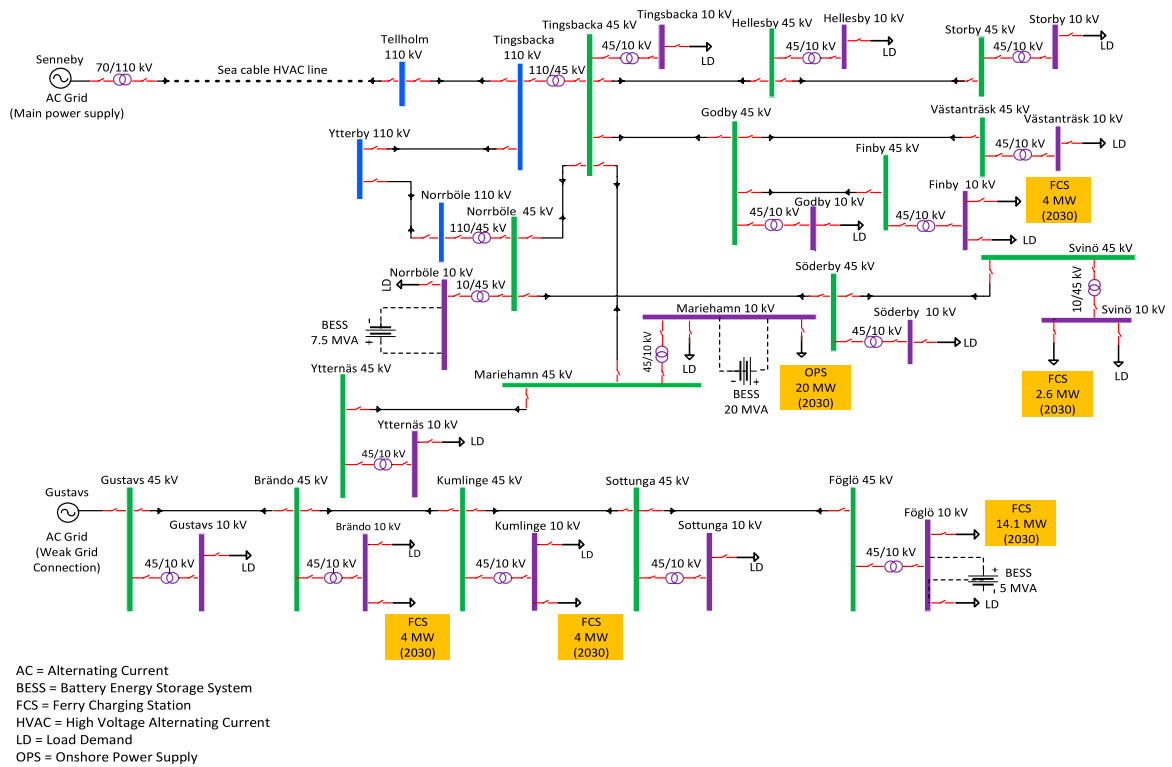 Tingsbacka 45 kV
Tingsbacka 10 kV
45/10 kV
LD
Hellesby 45 kV
Hellesby 10 kV
45/10 kV
LD
Storby 45 kV
Storby 10 kV
45/10 kV
LD
Senneby
AC Grid
(Main power supply)
70/110 kV
Sea cable HVAC line
Tellholm
110 kV
Tingsbacka
110 kV
110/45 kV
Ytterby 110 kV
Godby 45 kV
Västanträsk 45 kV
Västanträsk 10 kV
45/10 kV
LD
Finby 45 kV
Finby 10 kV
45/10 kV
LD
FCS
4 MW
(2030)
Godby 10 kV
45/10 kV
LD
Norrböle 110 kV
Norrböle 45 kV
110/45 kV
Norrböle 10 kV
LD
10/45 kV
BESS
7.5 MVA
+
-
+
Söderby 45 kV
Söderby 10 kV
45/10 kV
LD
Svinö 45 kV
10/45 kV
Svinö 10 kV
FCS
2.6 MW
(2030)
LD
Mariehamn 10 kV
45/10 kV
LD
- +
BESS
20 MVA
OPS
20 MW
(2030)
Mariehamn 45 kV
Ytternäs 45 kV
Ytternäs 10 kV
45/10 kV
LD
Gustavs
AC Grid
(Weak Grid
Connection)
Gustavs 45 kV
Gustavs 10 kV
45/10 kV
LD
Brändo 45 kV
Brändo 10 kV
45/10 kV
LD
FCS
4 MW
(2030)
Kumlinge 45 kV
Kumlinge 10 kV
45/10 kV
LD
FCS
4 MW
(2030)
Sottunga 45 kV
Sottunga 10 kV
45/10 kV
LD
Föglö 45 kV
Föglö 10 kV
45/10 kV
FCS
14.1 MW
(2030)
+
-
+
BESS
5 MVA
LD
AC = Alternating Current
BESS = Battery Energy Storage System
FCS = Ferry Charging Station
HVAC = High Voltage Alternating Current
LD = Load Demand
OPS = Onshore Power Supply